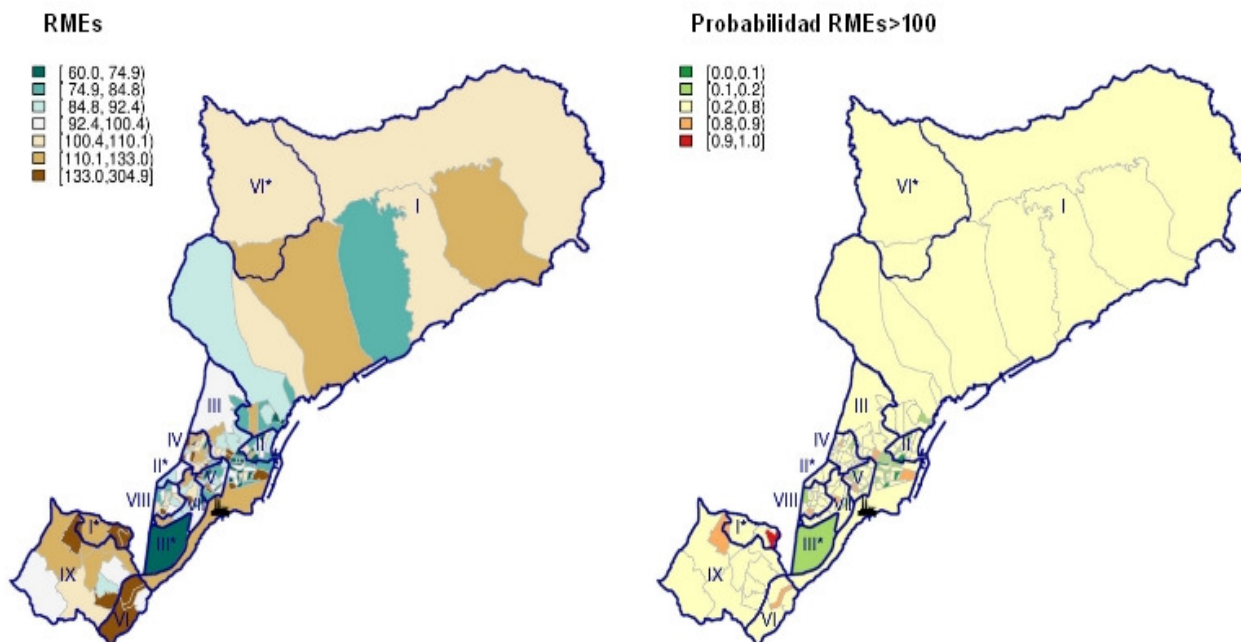 RMEs
[ 60.0, 74.9)
[ 74.9, 84.8)
[ 84.8, 92.4)
[ 92.4,100.4)
[100.4,110.1)
[110.1,133.0)
[133.0,304.9]
VI*
I
III
IV
II
II*
V
VIII
VII
I*
III*
IX
VI
Probabilidad RMEs>100
[0.0,0.1)
[0.1,0.2)
[0.2,0.8)
[0.8,0.9)
[0.9,1.0]
VI*
I
III
IV
II
II*
V
VIII
VII
I*
III*
IX
VI